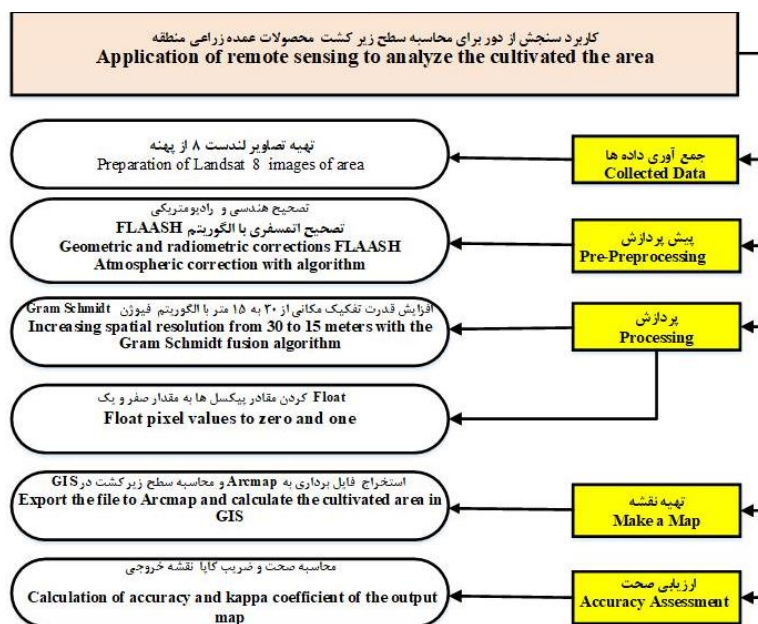 کاربرد سنجش از دور برای محاسبه سطح زیر کشت محصولات عمده زراعی منطقه
Application of remote sensing to analyze the cultivated the area
تهیه تصاویر لندست ۸ از پهنه
Preparation of Landsat 8 images of area
جمع آوری داده ها
Collected Data
تصحیح هندسی و رادیومتریکی
تصحیح اتمسفری با الگوریتم FLAASH
Geometric and radiometric corrections FLAASH
Atmospheric correction with algorithm
پیش پردازش
Pre-Preprocessing
افزایش قدرت تفکیک مکانی از ۳۰ به ۱۵ متر با الگوریتم فیوژن Gram Schmidt
Increasing spatial resolution from 30 to 15 meters with the
Gram Schmidt fusion algorithm
پردازش
Processing
Float کردن مقادر پیکسل ها به مقدار صفر و یک
Float pixel values to zero and one
استخراج فایل برداری به Arcmap و محاسبه سطح زیر کشت در GIS
Export the file to Arcmap and calculate the cultivated area in
GIS
تهیه نقشه
Make a Map
محاسبه صحت و ضریب کاپا نقشه خروجی
Calculation of accuracy and kappa coefficient of the output
map
ارزیابی صحت
Accuracy Assessment